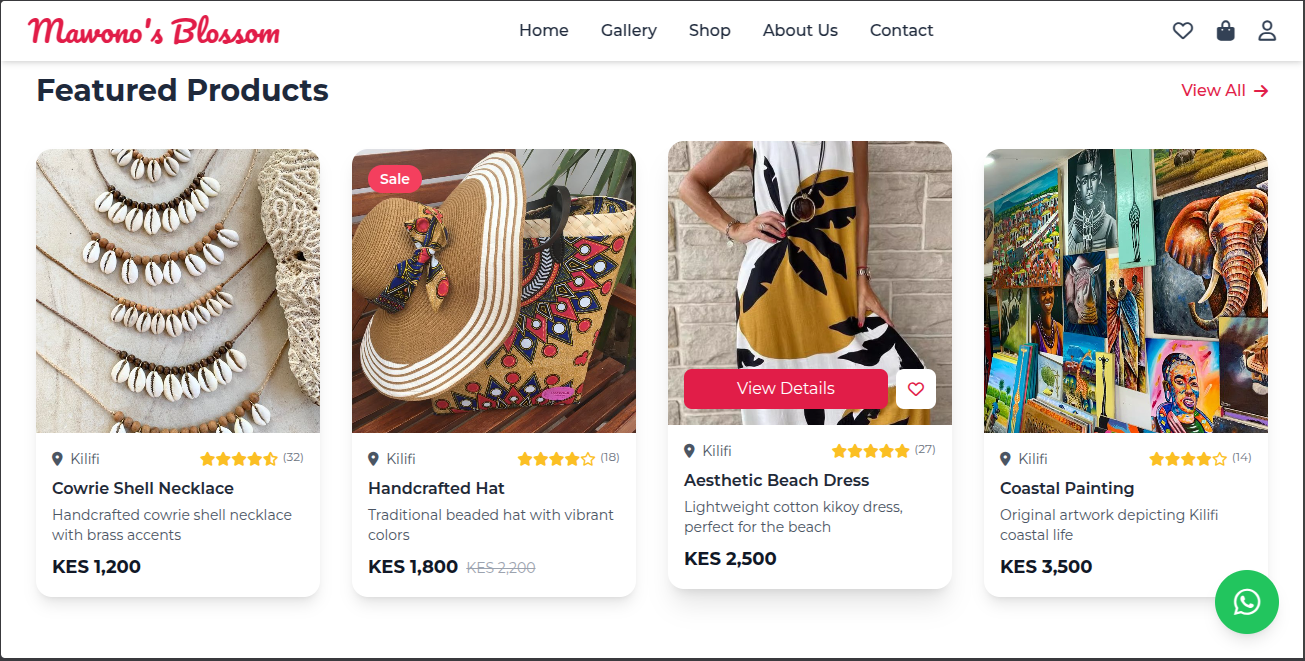 Mawono's Blossom
Home Gallery Shop About Us Contact
Featured Products
View All
Sale
View Details
Kilifi (32)
Cowrie Shell Necklace
Handcrafted cowrie shell necklace
with brass accents
KES 1,200
Kilifi (18)
Handcrafted Hat
Traditional beaded hat with vibrant
colors
KES 1,800 KES 2,200
Kilifi (27)
Aesthetic Beach Dress
Lightweight cotton kikoy dress,
perfect for the beach
KES 2,500
Kilifi (14)
Coastal Painting
Original artwork depicting Kilifi
coastal life
KES 3,500